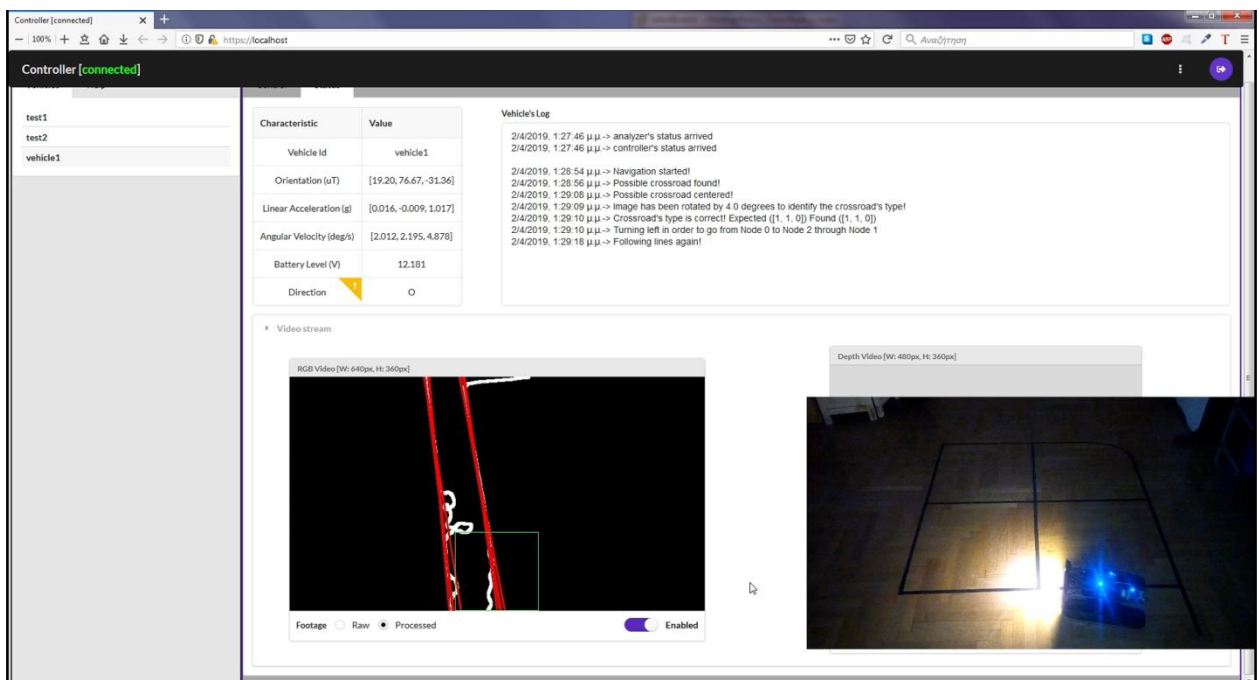 Controller [connected]
100%
https://localhost
Αναζήτηση
Controller [connected]
test1
test2
vehicle1
Characteristic Value
Vehicle Id vehicle1
Orientation (uT) [19.20, 76.67, -31.36]
Linear Acceleration (g) [0.016, -0.009, 1.017]
Angular Velocity (deg/s) [2.012, 2.195, 4.878]
Battery Level (V) 12.181
Direction O
Vehicle's Log
2/4/2019, 1:27:46 μ.μ.-> analyzer's status arrived
2/4/2019, 1:27:46 μ.μ.-> controller's status arrived
2/4/2019, 1:28:54 μ.μ.-> Navigation started!
2/4/2019, 1:28:56 μ.μ.-> Possible crossroad found!
2/4/2019, 1:29:08 μ.μ.-> Possible crossroad centered!
2/4/2019, 1:29:09 μ.μ.-> Image has been rotated by 4.0 degrees to identify the crossroad's type!
2/4/2019, 1:29:10 μ.μ.-> Crossroad's type is correct! Expected ([1, 1, 0]) Found ([1, 1, 0])
2/4/2019, 1:29:10 μ.μ.-> Turning left in order to go from Node 0 to Node 2 through Node 1
2/4/2019, 1:29:18 μ.μ.-> Following lines again!
Video stream
RGB Video [W: 640px, H: 360px]
Depth Video [W: 480px, H: 360px]
Footage Raw Processed Enabled